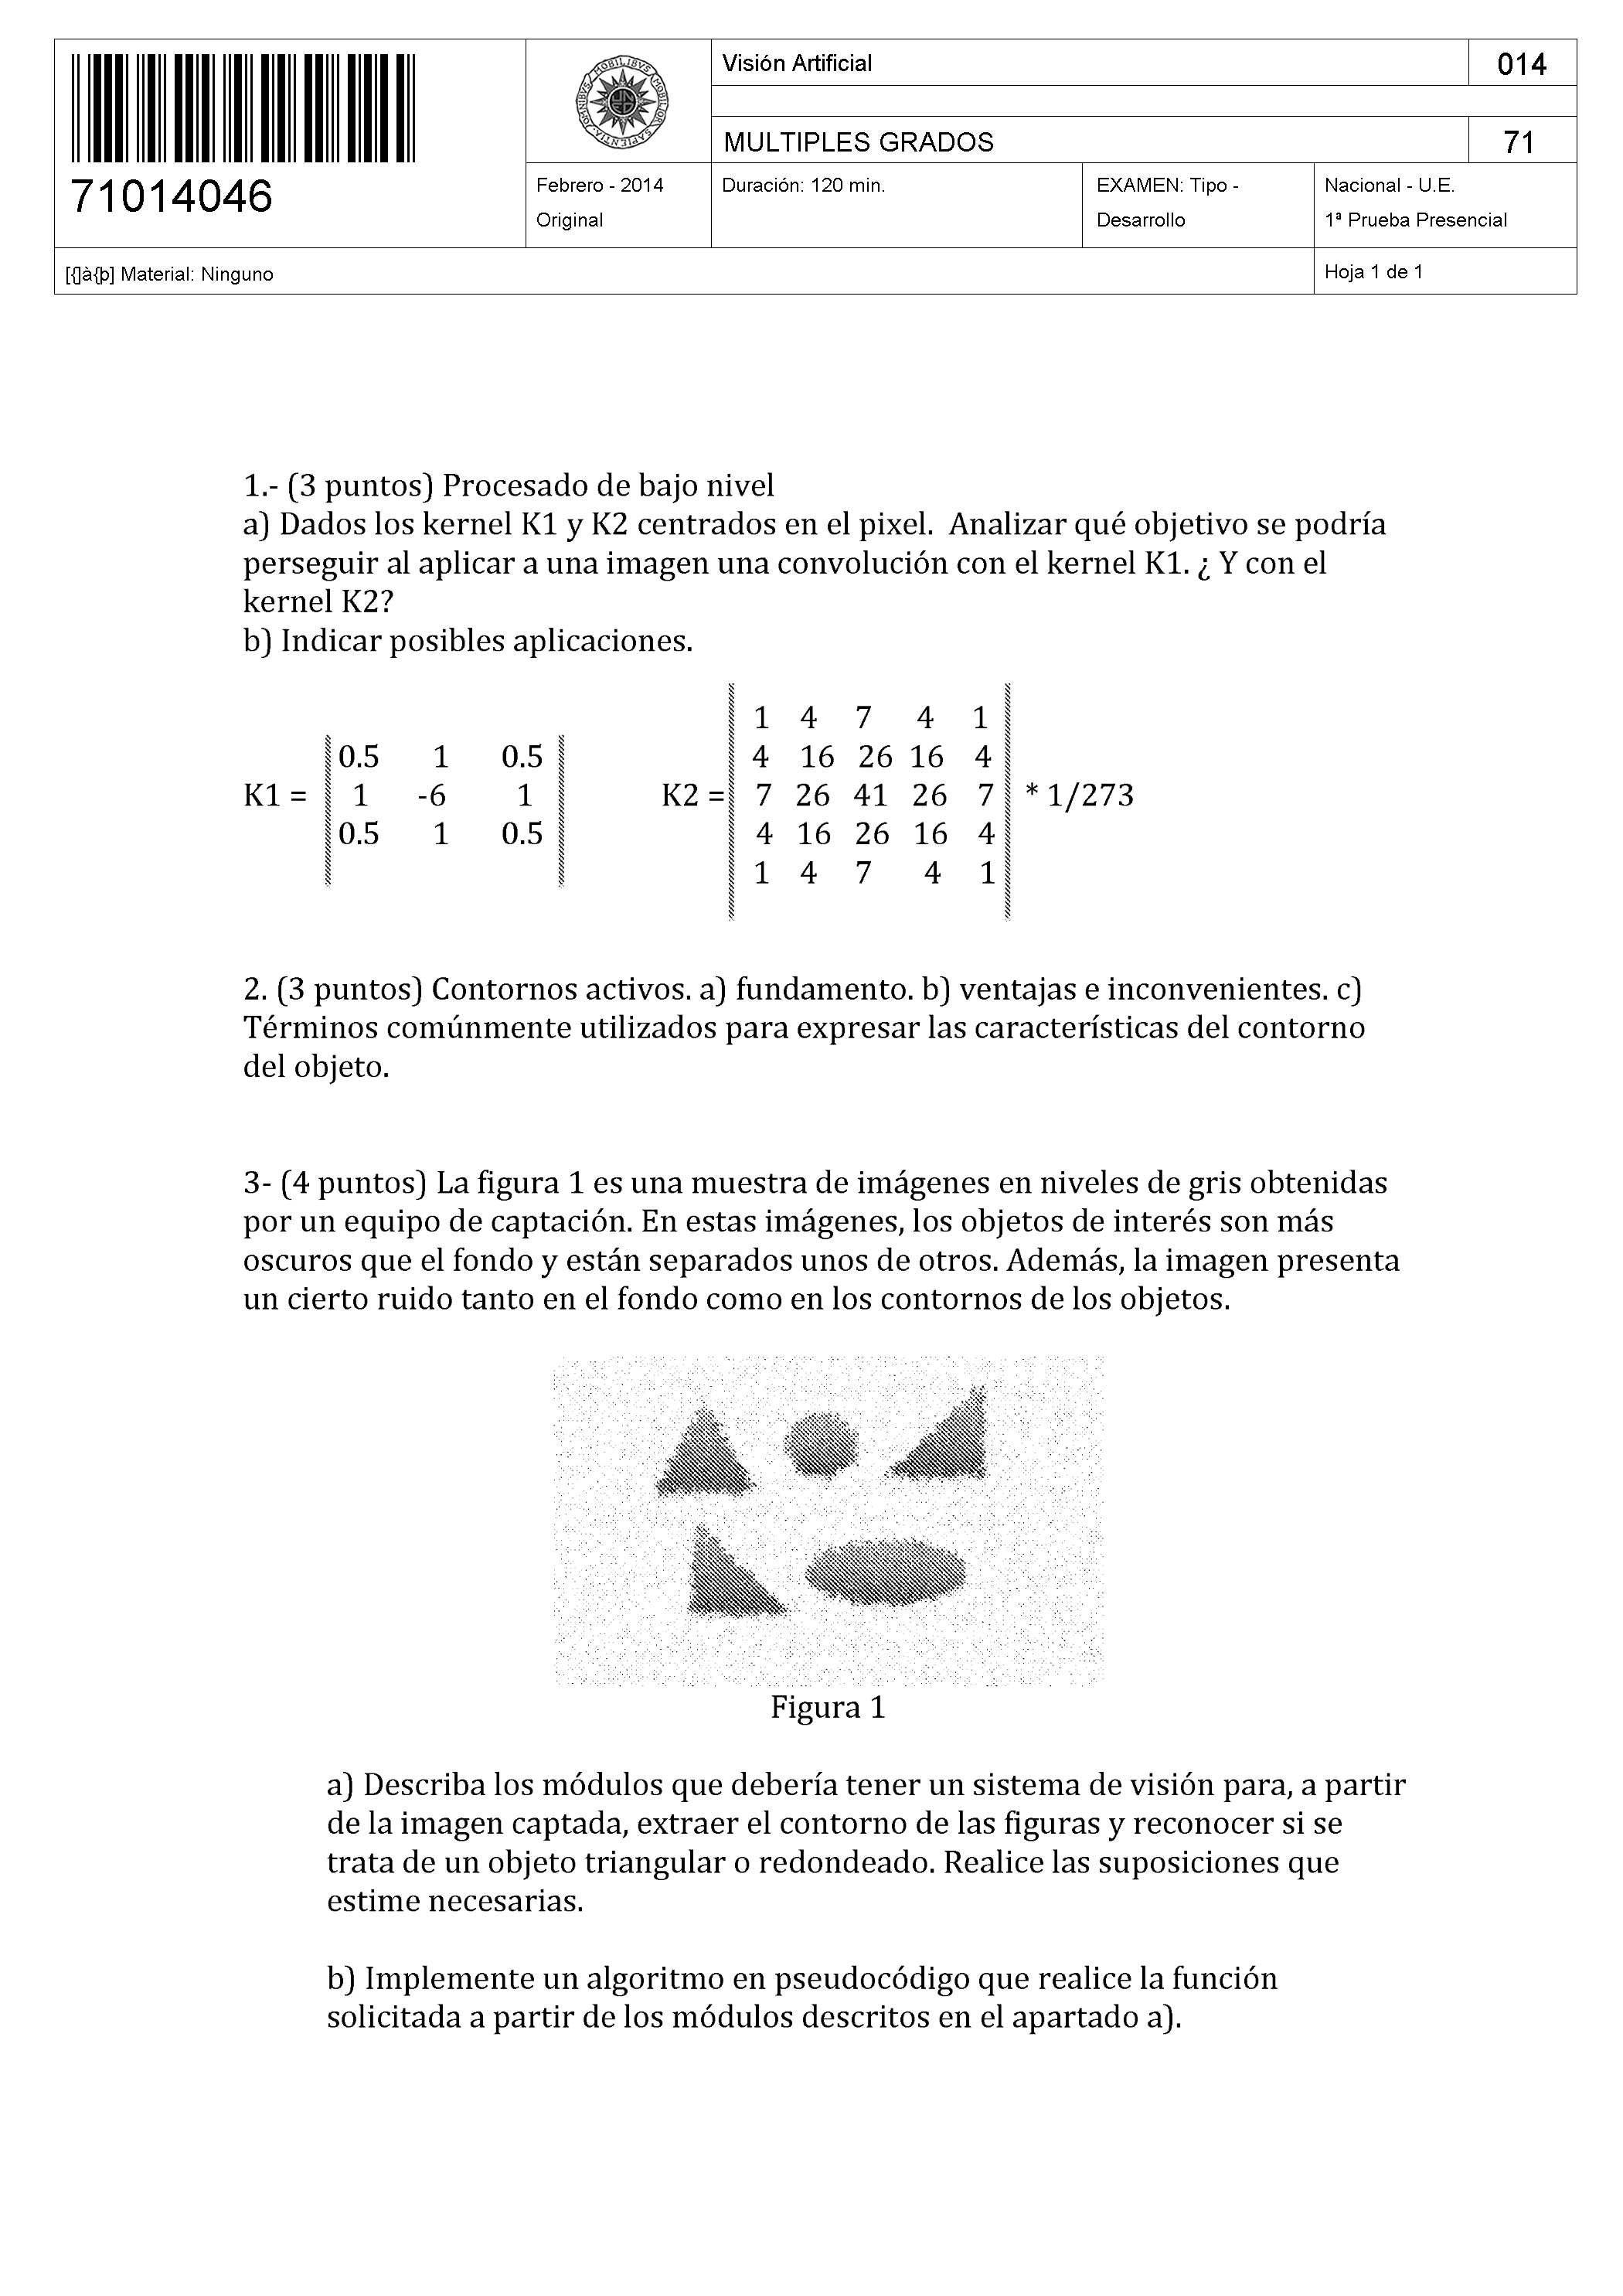 Visión Artificial
014
MULTIPLES GRADOS
71
71014046
Febrero - 2014
Original
Duración: 120 min.
EXAMEN: Tipo -
Desarrollo
Nacional - U.E.
1ª Prueba Presencial
[{]à{þ] Material: Ninguno
Hoja 1 de 1
1.- (3 puntos) Procesado de bajo nivel
a) Dados los kernel K1 y K2 centrados en el pixel. Analizar qué objetivo se podría
perseguir al aplicar a una imagen una convolución con el kernel K1. ¿ Y con el
kernel K2?
b) Indicar posibles aplicaciones.
K1 =
0.5 1 0.5
1 -6 1
0.5 1 0.5
K2 =
1 4 7 4 1
4 16 26 16 4
7 26 41 26 7
4 16 26 16 4
1 4 7 4 1
* 1/273
2. (3 puntos) Contornos activos. a) fundamento. b) ventajas e inconvenientes. c)
Términos comúnmente utilizados para expresar las características del contorno
del objeto.
3- (4 puntos) La figura 1 es una muestra de imágenes en niveles de gris obtenidas
por un equipo de captación. En estas imágenes, los objetos de interés son más
oscuros que el fondo y están separados unos de otros. Además, la imagen presenta
un cierto ruido tanto en el fondo como en los contornos de los objetos.
Figura 1
a) Describa los módulos que debería tener un sistema de visión para, a partir
de la imagen captada, extraer el contorno de las figuras y reconocer si se
trata de un objeto triangular o redondeado. Realice las suposiciones que
estime necesarias.
b) Implemente un algoritmo en pseudocódigo que realice la función
solicitada a partir de los módulos descritos en el apartado a).